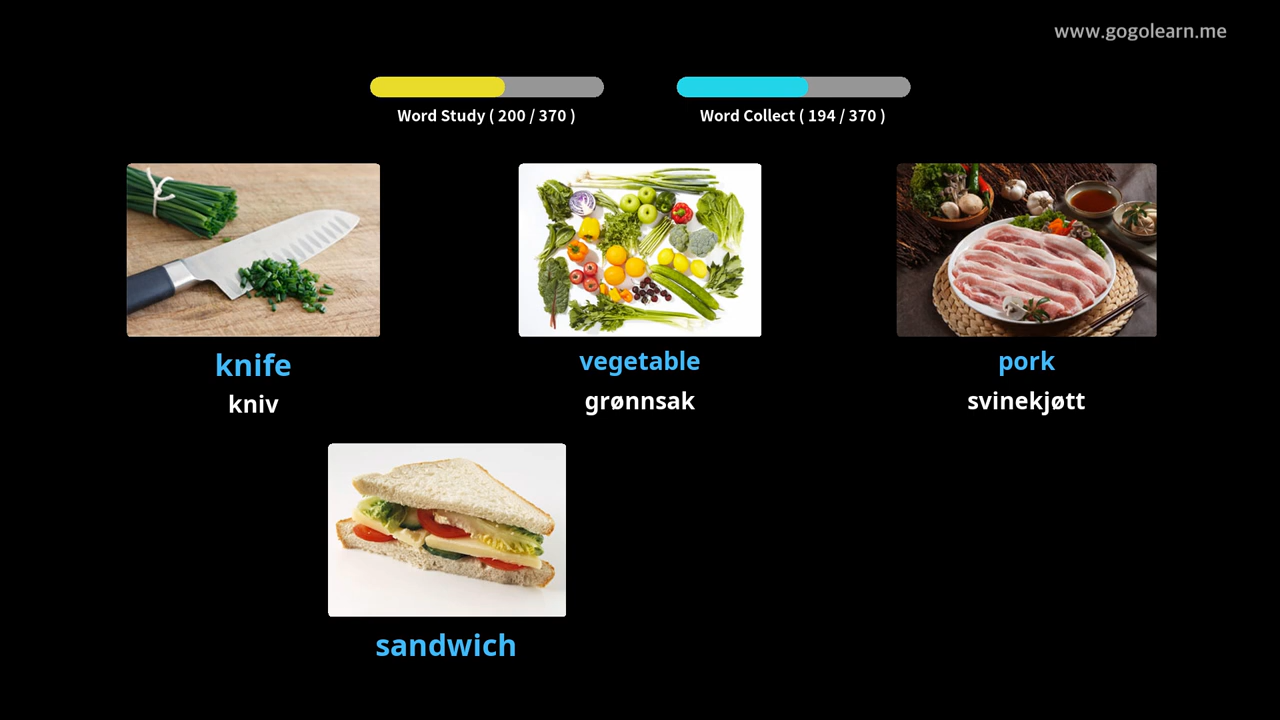 www.gogolearn.me
Word Study ( 200 / 370 )
Word Collect ( 194 / 370 )
knife
kniv
vegetable
grønnsak
pork
svinekjøtt
sandwich